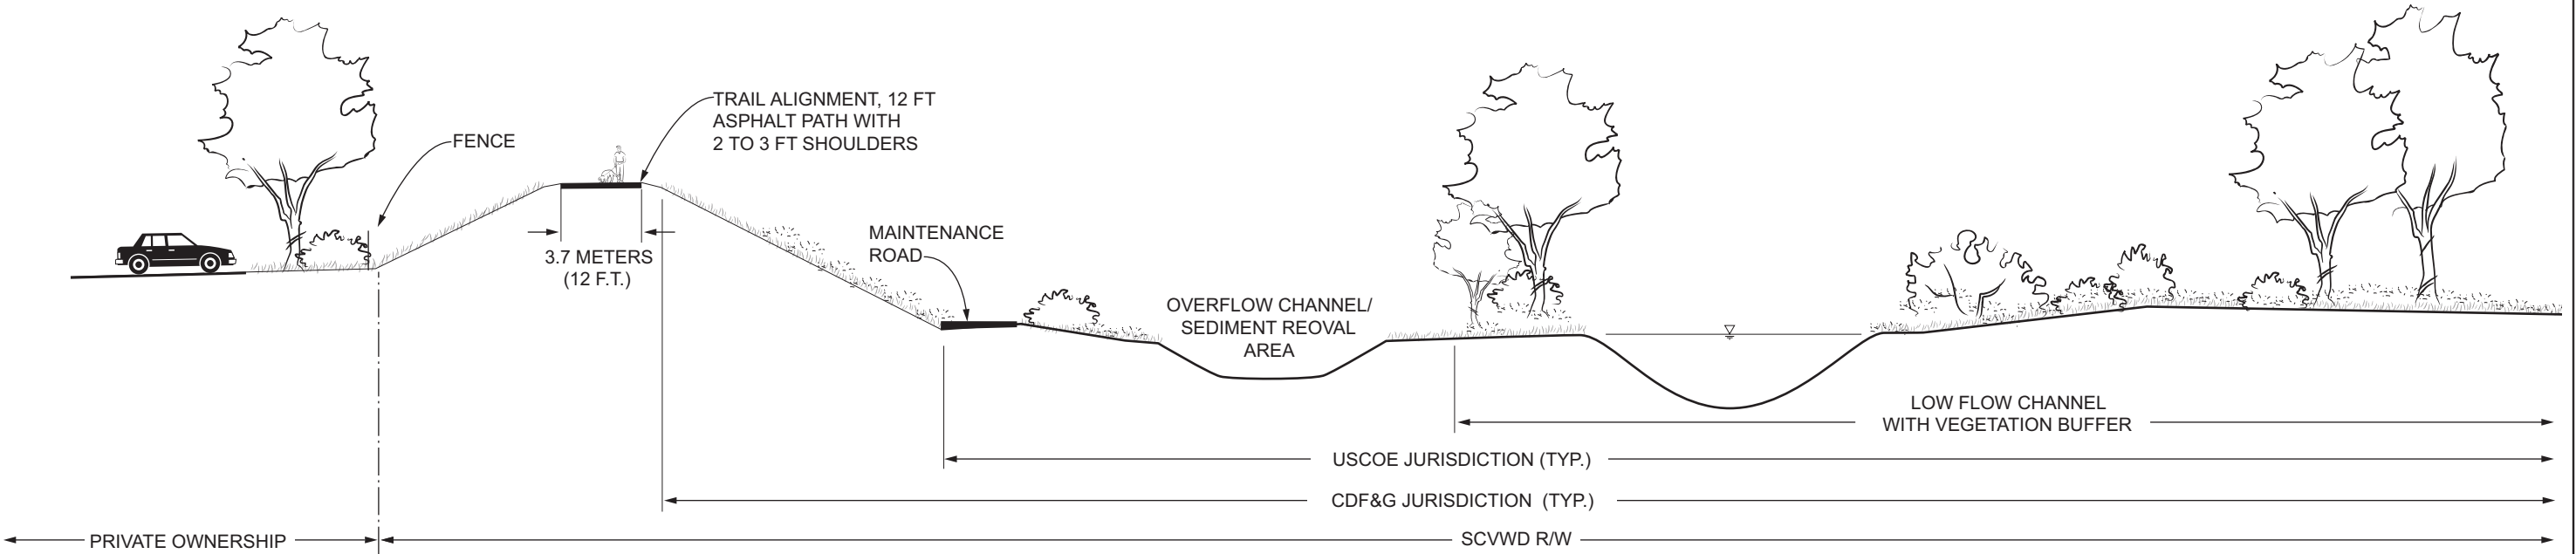 TRAIL ALIGNMENT, 12 FT
ASPHALT PATH WITH
2 TO 3 FT SHOULDERS
FENCE
3.7 METERS
(12 F.T.)
MAINTENANCE
ROAD
OVERFLOW CHANNEL/
SEDIMENT REOVAL
AREA
LOW FLOW CHANNEL
WITH VEGETATION BUFFER
USCOE JURISDICTION (TYP.)
CDF&G JURISDICTION (TYP.)
PRIVATE OWNERSHIP
SCVWD R/W